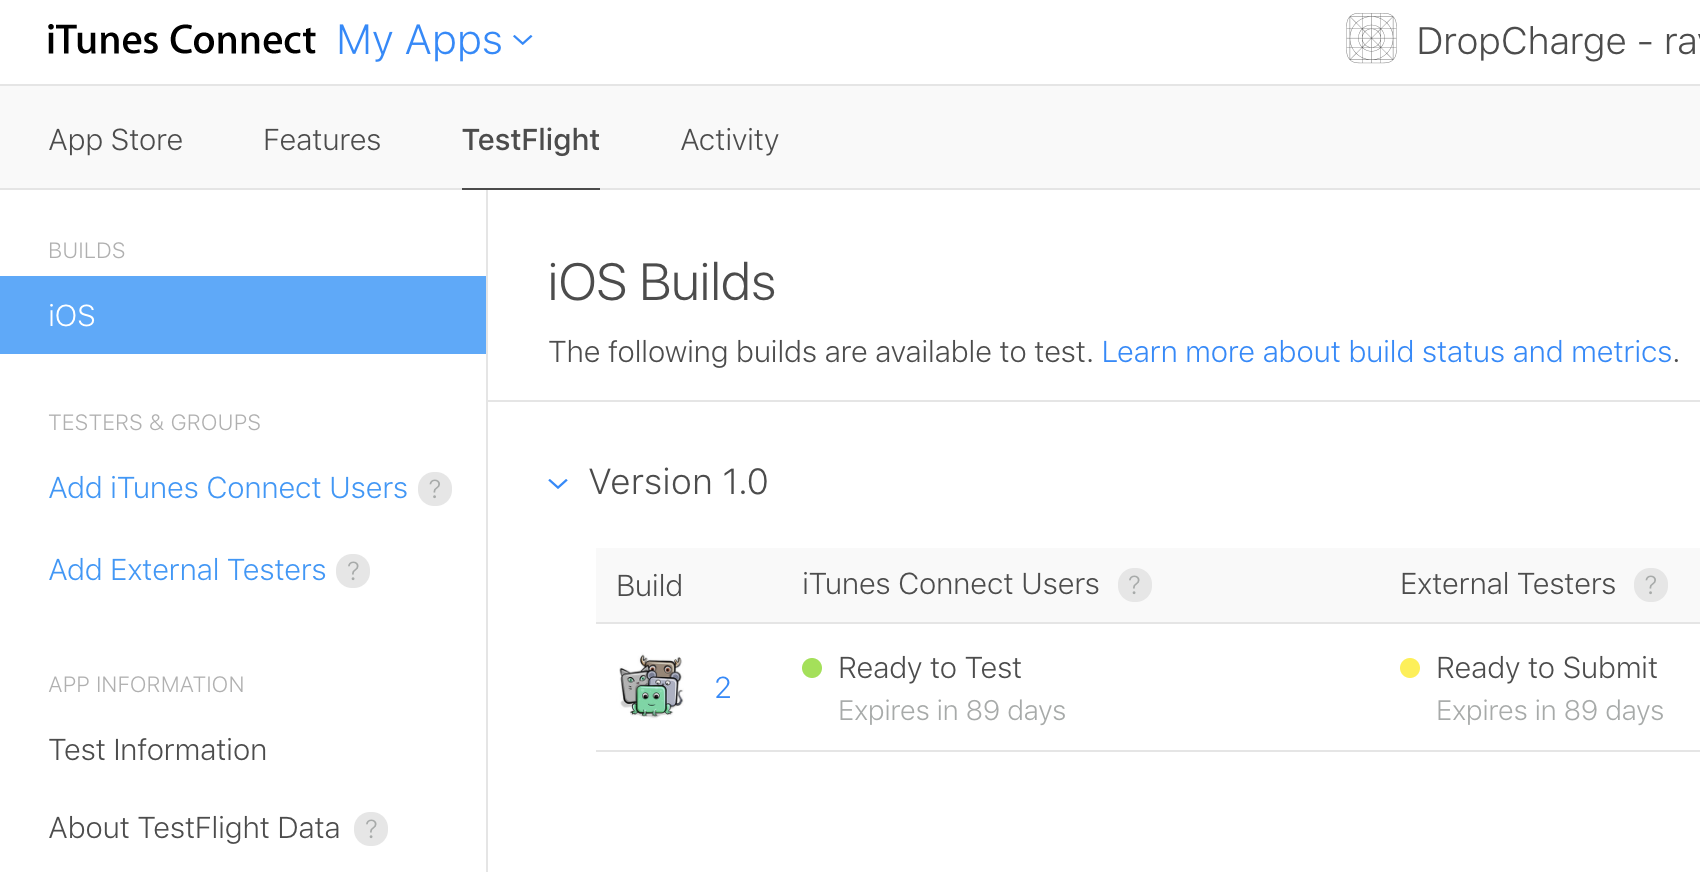 iTunes Connect My Apps
DropCharge - ra
App Store Features TestFlight Activity
BUILDS
iOS
TESTERS & GROUPS
Add iTunes Connect Users ?
Add External Testers ?
APP INFORMATION
Test Information
About TestFlight Data ?
iOS Builds
The following builds are available to test. Learn more about build status and metrics.
Version 1.0
Build iTunes Connect Users ? External Testers ?
2 Ready to Test Ready to Submit
Expires in 89 days Expires in 89 days